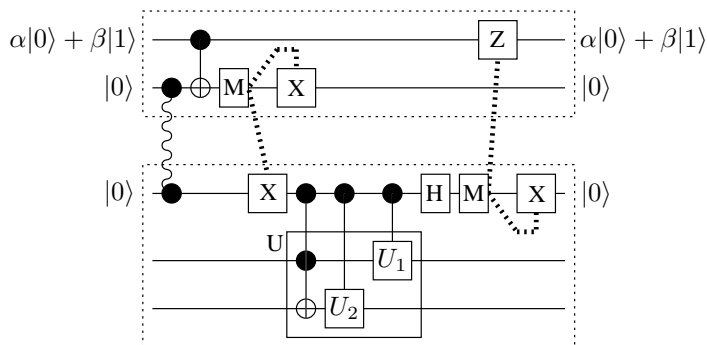 α|0⟩ + β|1⟩ Z α|0⟩ + β|1⟩
|0⟩ M X |0⟩
|0⟩ X H M X |0⟩
U
U₁
U₂